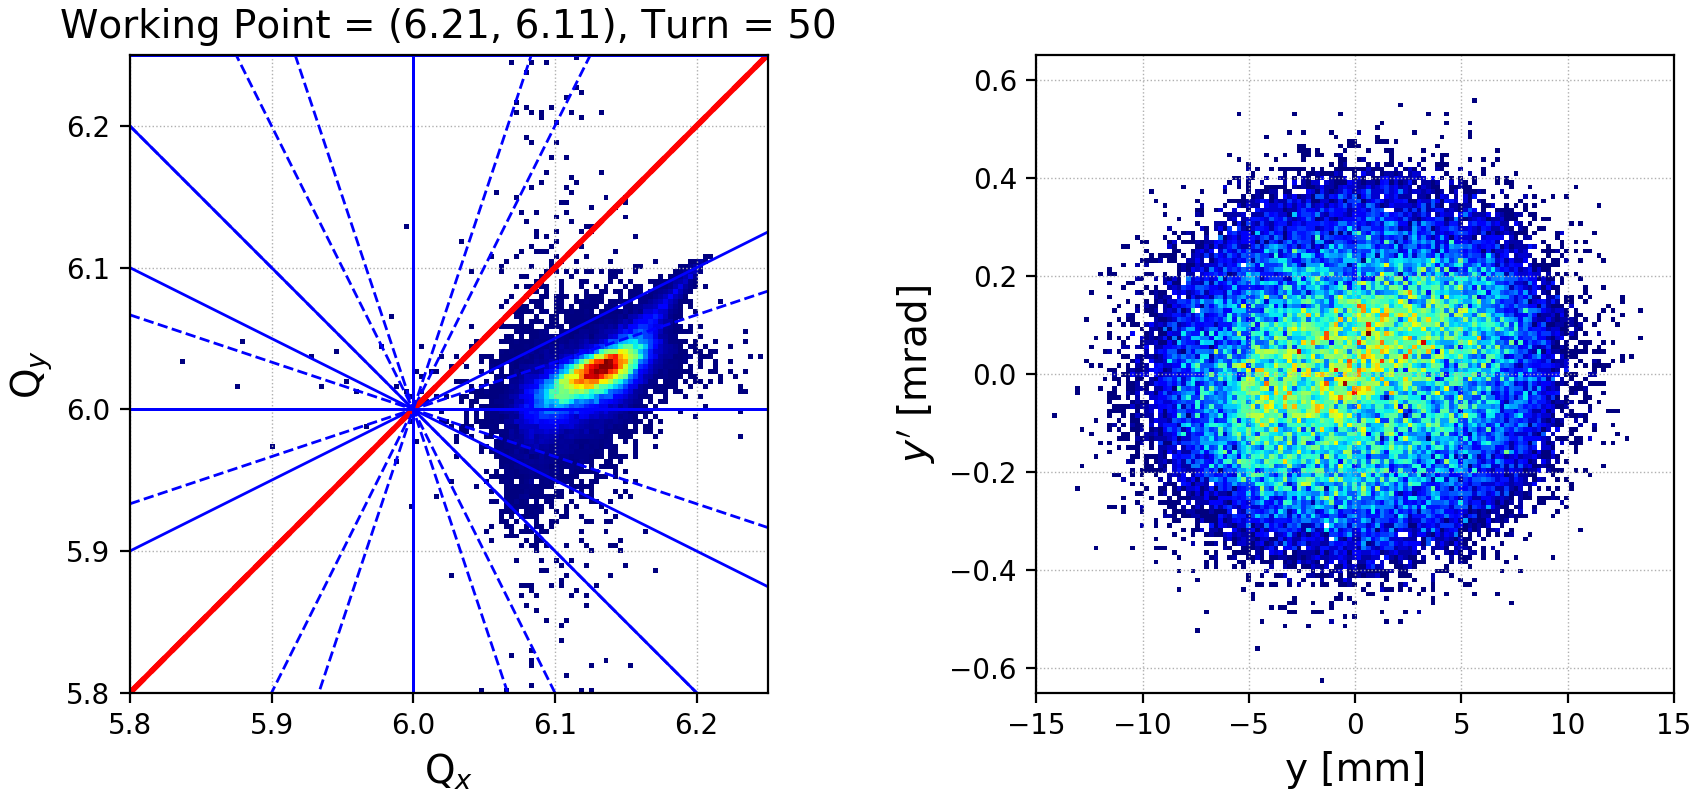 Working Point = (6.21, 6.11), Turn = 50
6.2
6.1
6.0
5.9
5.8
Qy
5.8 5.9 6.0 6.1 6.2
Qx
0.6
0.4
0.2
0.0
−0.2
−0.4
−0.6
y′ [mrad]
−15 −10 −5 0 5 10 15
y [mm]